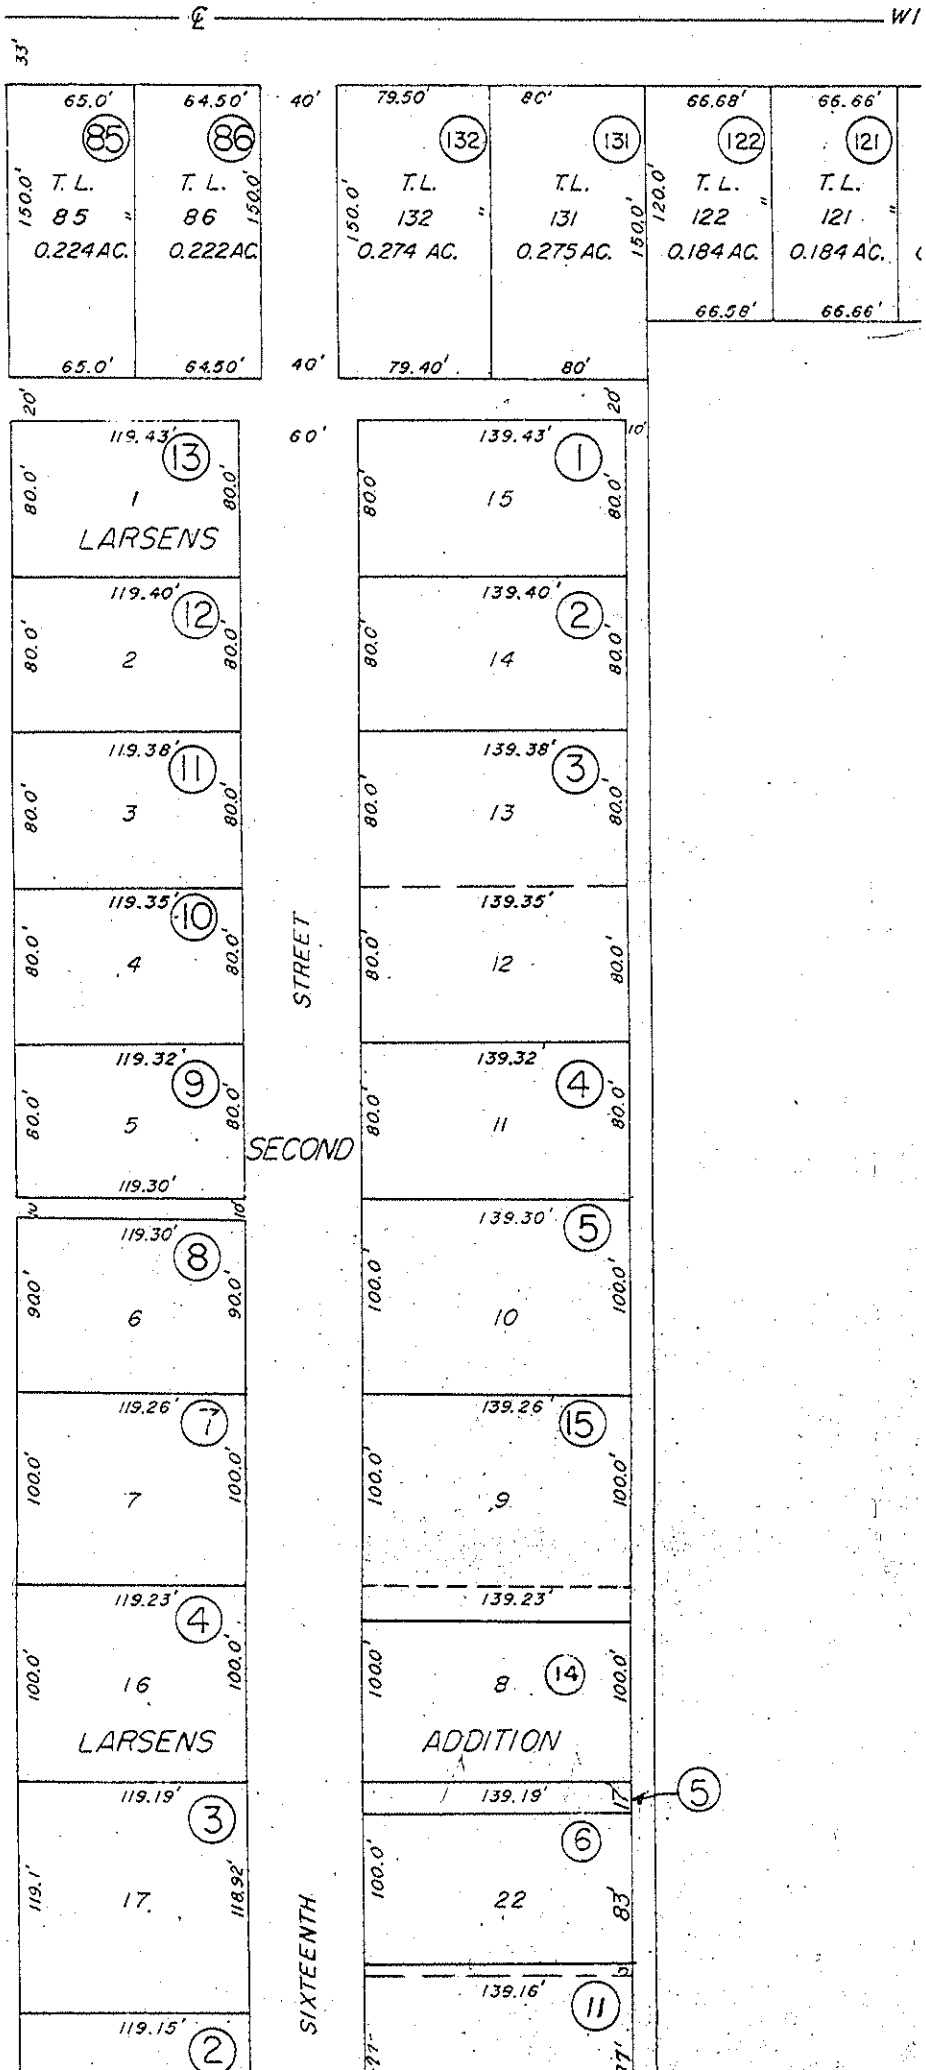 ℄ WI
33'
65.0' 64.50' 40' 79.50' 80' 66.68' 66.66'
85 86 132 131 122 121
150.0' T.L. T.L. 150.0' 150.0' T.L. T.L. 150.0' 120.0' T.L. T.L.
85 " 86 132 " 131 122 " 121 "
0.224 AC. 0.222 AC. 0.274 AC. 0.275 AC. 0.184 AC. 0.184 AC.
66.58' 66.66'
65.0' 64.50' 40' 79.40' 80'
20' 20'
119.43' 13 60' 139.43' 1 10'
80.0' 1 80.0' 80.0' 15 80.0'
LARSENS
119.40' 12 139.40' 2
80.0' 2 80.0' 80.0' 14 80.0'
119.38' 11 139.38' 3
80.0' 3 80.0' 80.0' 13 80.0'
119.35' 10 139.35'
80.0' 4 80.0' STREET 80.0' 12 80.0'
119.32' 9 139.32' 4
80.0' 5 80.0' 80.0' 11 80.0'
SECOND
119.30'
10' 10'
119.30' 8 139.30' 5
90.0' 6 90.0' 100.0' 10 100.0'
119.26' 7 139.26' 15
100.0' 7 100.0' 100.0' 9 100.0'
119.23' 4 139.23'
100.0' 16 100.0' 100.0' 8 14 100.0'
LARSENS ADDITION
119.19' 3 139.19' 17' 5
6
119.1' 17 118.92' SIXTEENTH 100.0' 22 83'
119.15' 2 139.16' 11